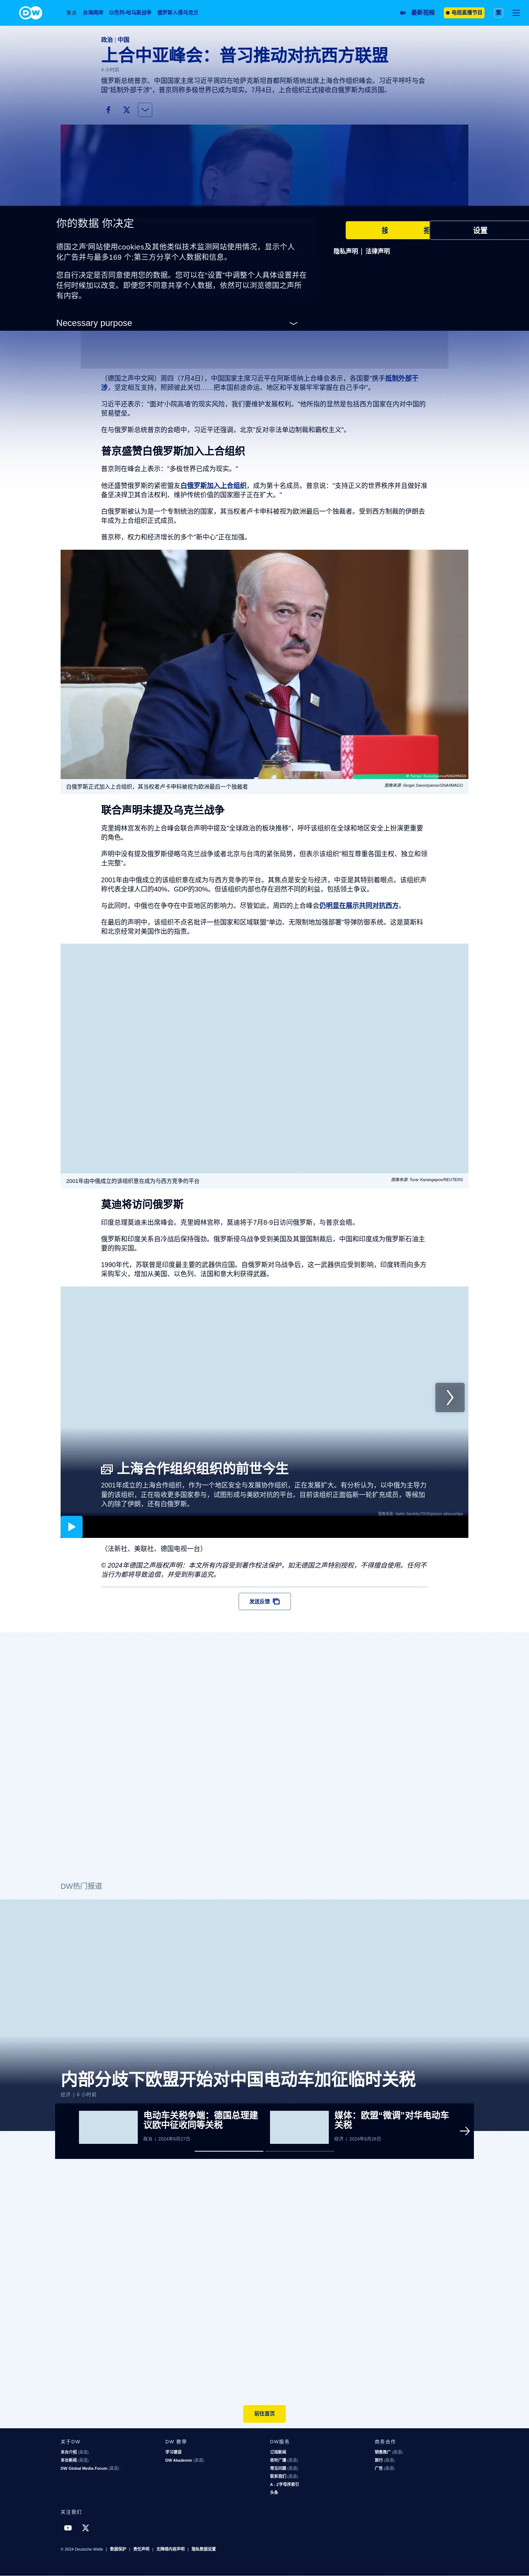 DW
焦点 台海两岸 以色列-哈马斯战争 俄罗斯入侵乌克兰
最新视频 电视直播节目 繁
政治 | 中国
上合中亚峰会：普习推动对抗西方联盟
俄罗斯总统普京、中国国家主席习近平周四在哈萨克斯坦首都阿斯塔纳出席上海合作组织峰会。习近平呼吁与会
国“抵制外部干涉”，普京则称多极世界已成为现实。7月4日，上合组织正式接收白俄罗斯为成员国。
你的数据 你决定
德国之声‘网站使用cookies及其他类似技术监测网站使用情况，显示个人
化广告并与最多169 个;第三方分享个人数据和信息。
您自行决定是否同意使用您的数据。您可以在“设置”中调整个人具体设置并在
任何时候加以改变。即便您不同意共享个人数据，依然可以浏览德国之声所
有内容。
Necessary purpose
设置
隐私声明 | 法律声明
（德国之声中文网）周四（7月4日），中国国家主席习近平在阿斯塔纳上合峰会表示，各国要“携手抵制外部干
涉，坚定相互支持，照顾彼此关切……把本国前途命运、地区和平发展牢牢掌握在自己手中”。
习近平还表示：“面对‘小院高墙’的现实风险，我们要维护发展权利。”他所指的显然是包括西方国家在内对中国的
贸易壁垒。
在与俄罗斯总统普京的会晤中，习近平还强调，北京“反对非法单边制裁和霸权主义”。
普京盛赞白俄罗斯加入上合组织
普京则在峰会上表示："多极世界已成为现实。"
他还盛赞俄罗斯的紧密盟友白俄罗斯加入上合组织，成为第十名成员。普京说："支持正义的世界秩序并且做好准
备坚决捍卫其合法权利、维护传统价值的国家圈子正在扩大。"
白俄罗斯被认为是一个专制统治的国家，其当权者卢卡申科被视为欧洲最后一个独裁者。受到西方制裁的伊朗去
年成为上合组织正式成员。
普京称，权力和经济增长的多个“新中心”正在加强。
白俄罗斯正式加入上合组织，其当权者卢卡申科被视为欧洲最后一个独裁者
图像来源: Sergei Savostyanov/SNA/IMAGO
联合声明未提及乌克兰战争
克里姆林宫发布的上合峰会联合声明中提及“全球政治的板块推移”，呼吁该组织在全球和地区安全上扮演更重要
的角色。
声明中没有提及俄罗斯侵略乌克兰战争或者北京与台湾的紧张局势，但表示该组织“相互尊重各国主权、独立和领
土完整”。
2001年由中俄成立的该组织意在成为与西方竞争的平台。其焦点是安全与经济，中亚是其特别着眼点。该组织声
称代表全球人口的40%、GDP的30%。但该组织内部也存在迥然不同的利益，包括领土争议。
与此同时，中俄也在争夺在中亚地区的影响力。尽管如此，周四的上合峰会仍明显在展示共同对抗西方。
在最后的声明中，该组织不点名批评一些国家和区域联盟"单边、无限制地加强部署"导弹防御系统。这是莫斯科
和北京经常对美国作出的指责。
2001年由中俄成立的该组织意在成为与西方竞争的平台
图像来源: Turar Kazangapov/REUTERS
莫迪将访问俄罗斯
印度总理莫迪未出席峰会。克里姆林宫称，莫迪将于7月8-9日访问俄罗斯，与普京会晤。
俄罗斯和印度关系自冷战后保持强劲。俄罗斯侵乌战争受到美国及其盟国制裁后，中国和印度成为俄罗斯石油主
要的购买国。
1990年代，苏联曾是印度最主要的武器供应国。自俄罗斯对乌战争后，这一武器供应受到影响，印度转而向多方
采购军火，增加从美国、以色列、法国和意大利获得武器。
上海合作组织组织的前世今生
2001年成立的上海合作组织，作为一个地区安全与发展协作组织，正在发展扩大。有分析认为，以中俄为主导力
量的该组织，正在吸收更多国家参与，试图形成与美欧对抗的平台。目前该组织正面临新一轮扩充成员，等候加
入的除了伊朗，还有白俄罗斯。
（法新社、美联社、德国电视一台）
© 2024年德国之声版权声明：本文所有内容受到著作权法保护，如无德国之声特别授权，不得擅自使用。任何不
当行为都将导致追偿，并受到刑事追究。
发送反馈
DW热门报道
内部分歧下欧盟开始对中国电动车加征临时关税
经济 | 6 小时前
电动车关税争端：德国总理建
议欧中征收同等关税
政治 | 2024年6月27日
媒体：欧盟“微调”对华电动车
关税
经济 | 2024年6月26日
前往首页
关于DW
本台介绍 (英语)
本台新闻 (英语)
DW Global Media Forum (英语)
DW 教學
学习德语
DW Akademie (英语)
DW服务
订阅新闻
收听广播 (英语)
常见问题 (英语)
联系我们 (英语)
A - Z字母序索引
头条
商务合作
销售推广 (英语)
旅行 (英语)
广告 (英语)
关注我们
© 2024 Deutsche Welle | 数据保护 | 责任声明 | 无障碍内容声明 | 隐私数据设置